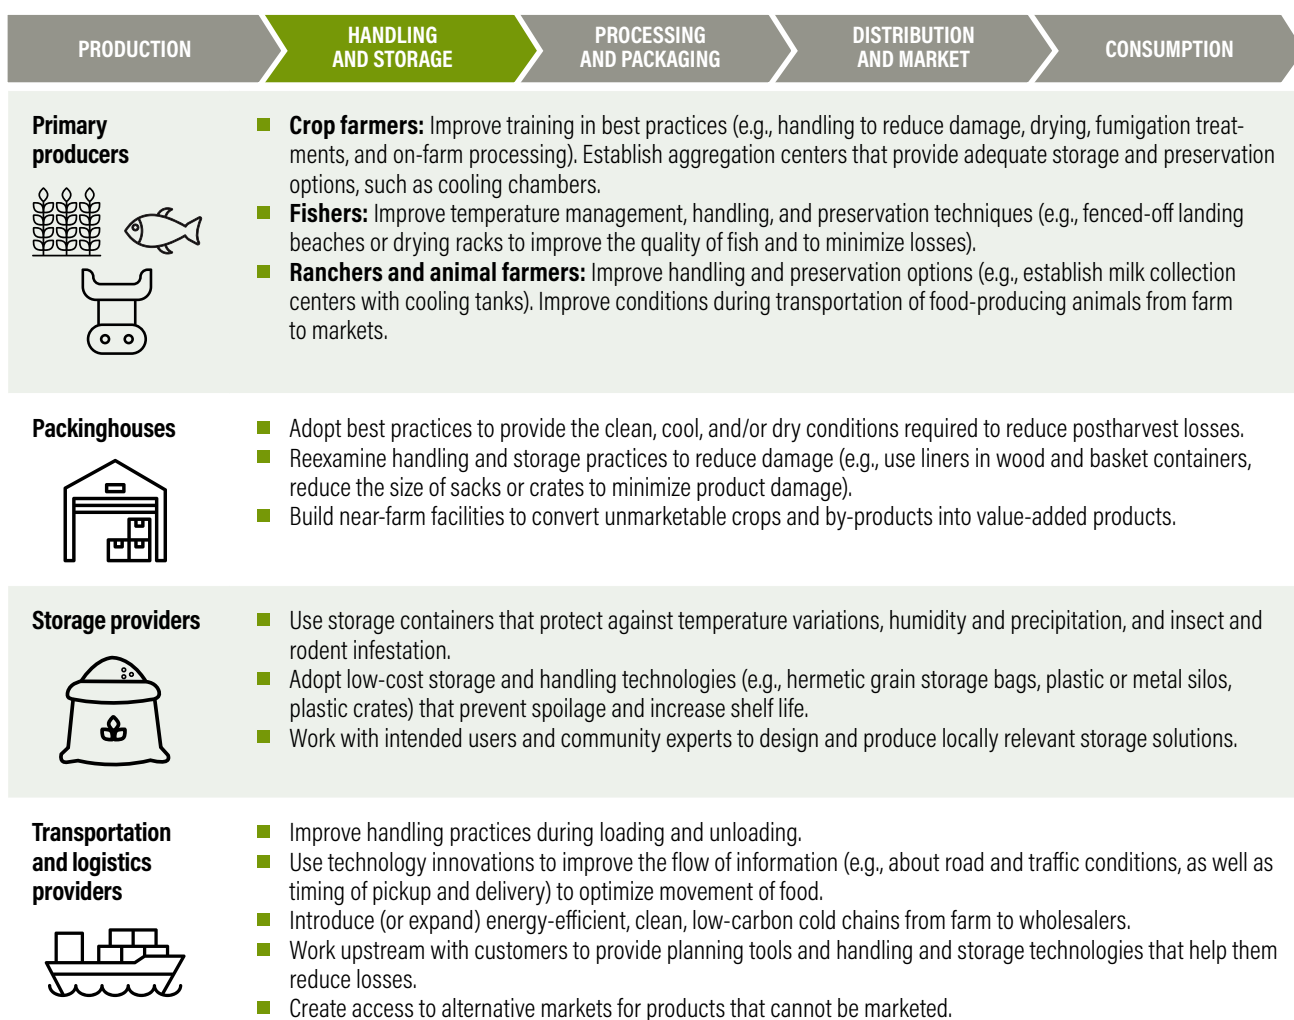 PRODUCTION
HANDLING
AND STORAGE
PROCESSING
AND PACKAGING
DISTRIBUTION
AND MARKET
CONSUMPTION
Primary
producers
Crop farmers: Improve training in best practices (e.g., handling to reduce damage, drying, fumigation treat-
ments, and on-farm processing). Establish aggregation centers that provide adequate storage and preservation
options, such as cooling chambers.
Fishers: Improve temperature management, handling, and preservation techniques (e.g., fenced-off landing
beaches or drying racks to improve the quality of fish and to minimize losses).
Ranchers and animal farmers: Improve handling and preservation options (e.g., establish milk collection
centers with cooling tanks). Improve conditions during transportation of food-producing animals from farm
to markets.
Packinghouses
Adopt best practices to provide the clean, cool, and/or dry conditions required to reduce postharvest losses.
Reexamine handling and storage practices to reduce damage (e.g., use liners in wood and basket containers,
reduce the size of sacks or crates to minimize product damage).
Build near-farm facilities to convert unmarketable crops and by-products into value-added products.
Storage providers
Use storage containers that protect against temperature variations, humidity and precipitation, and insect and
rodent infestation.
Adopt low-cost storage and handling technologies (e.g., hermetic grain storage bags, plastic or metal silos,
plastic crates) that prevent spoilage and increase shelf life.
Work with intended users and community experts to design and produce locally relevant storage solutions.
Transportation
and logistics
providers
Improve handling practices during loading and unloading.
Use technology innovations to improve the flow of information (e.g., about road and traffic conditions, as well as
timing of pickup and delivery) to optimize movement of food.
Introduce (or expand) energy-efficient, clean, low-carbon cold chains from farm to wholesalers.
Work upstream with customers to provide planning tools and handling and storage technologies that help them
reduce losses.
Create access to alternative markets for products that cannot be marketed.